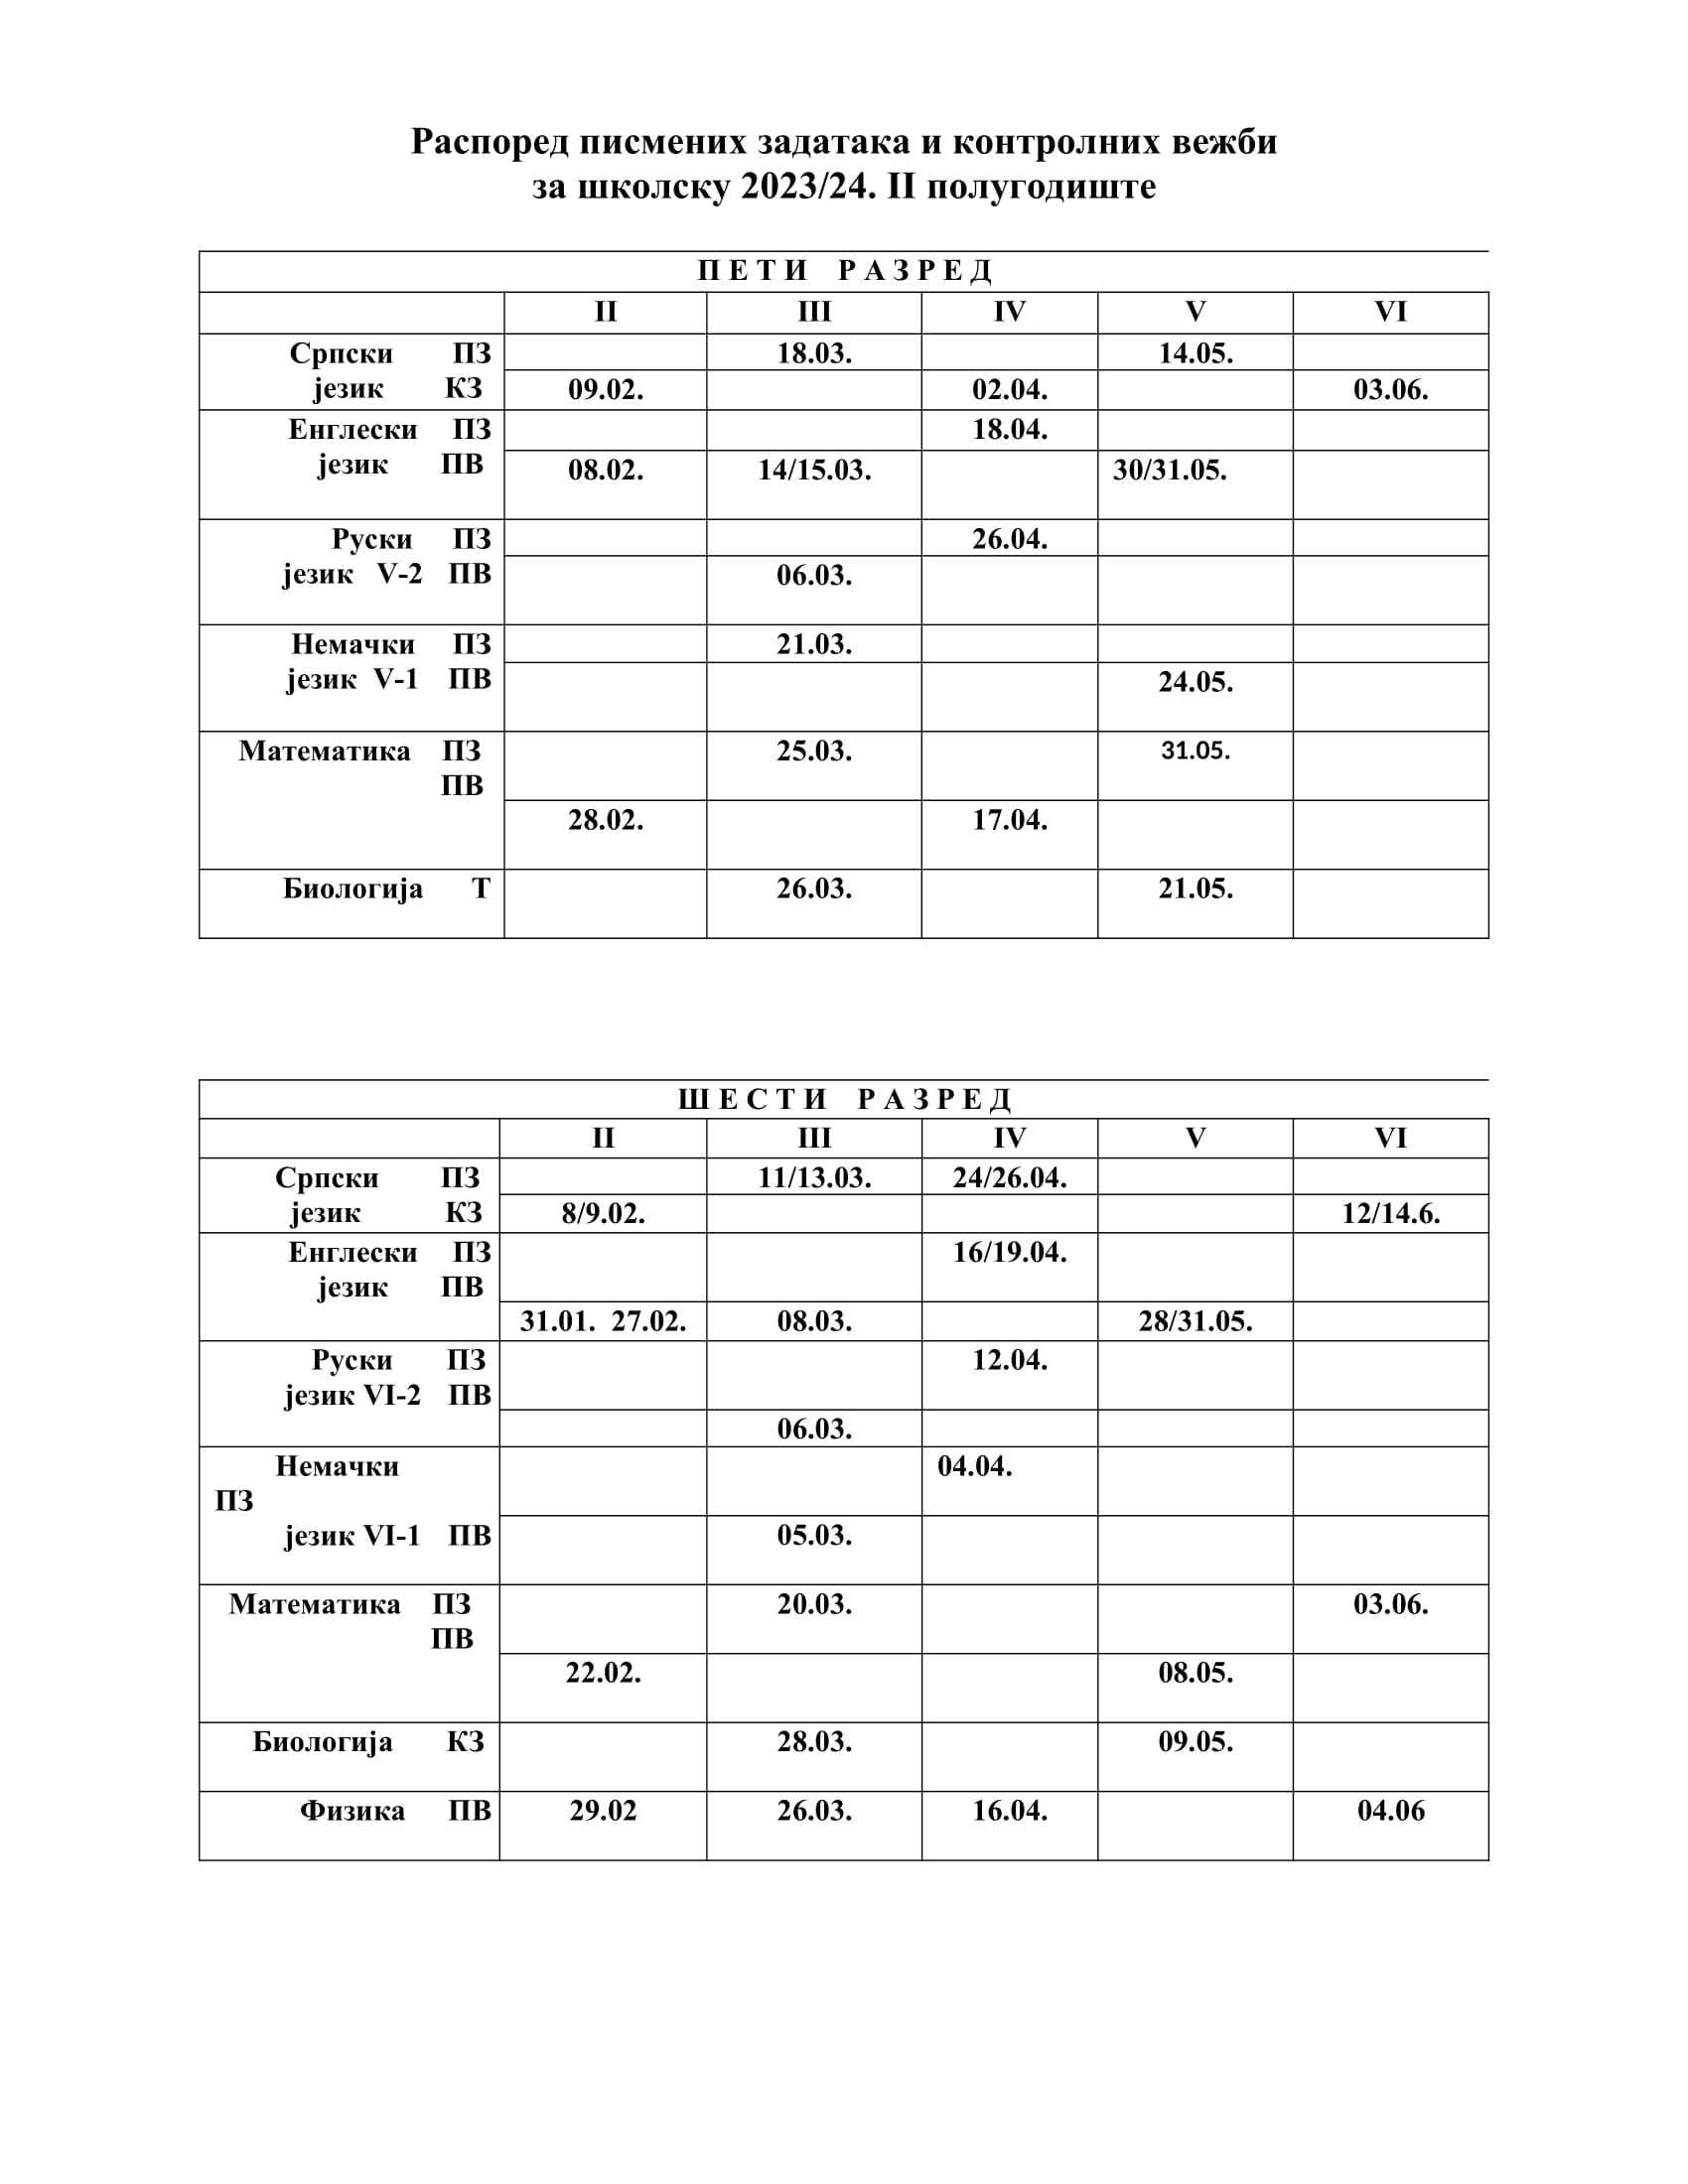 Распоред писмених задатака и контролних вежби
за школску 2023/24. II полугодиште
П Е Т И Р А З Р Е Д
II III IV V VI
Српски ПЗ 18.03. 14.05.
језик КЗ 09.02. 02.04. 03.06.
Енглески ПЗ 18.04.
језик ПВ 08.02. 14/15.03. 30/31.05.
Руски ПЗ 26.04.
језик V-2 ПВ 06.03.
Немачки ПЗ 21.03.
језик V-1 ПВ 24.05.
Математика ПЗ 25.03. 31.05.
ПВ
28.02. 17.04.
Биологија Т 26.03. 21.05.
Ш Е С Т И Р А З Р Е Д
II III IV V VI
Српски ПЗ 11/13.03. 24/26.04.
језик КЗ 8/9.02. 12/14.6.
Енглески ПЗ 16/19.04.
језик ПВ
31.01. 27.02. 08.03. 28/31.05.
Руски ПЗ 12.04.
језик VI-2 ПВ
06.03.
Немачки 04.04.
ПЗ
језик VI-1 ПВ 05.03.
Математика ПЗ 20.03. 03.06.
ПВ
22.02. 08.05.
Биологија КЗ 28.03. 09.05.
Физика ПВ 29.02 26.03. 16.04. 04.06